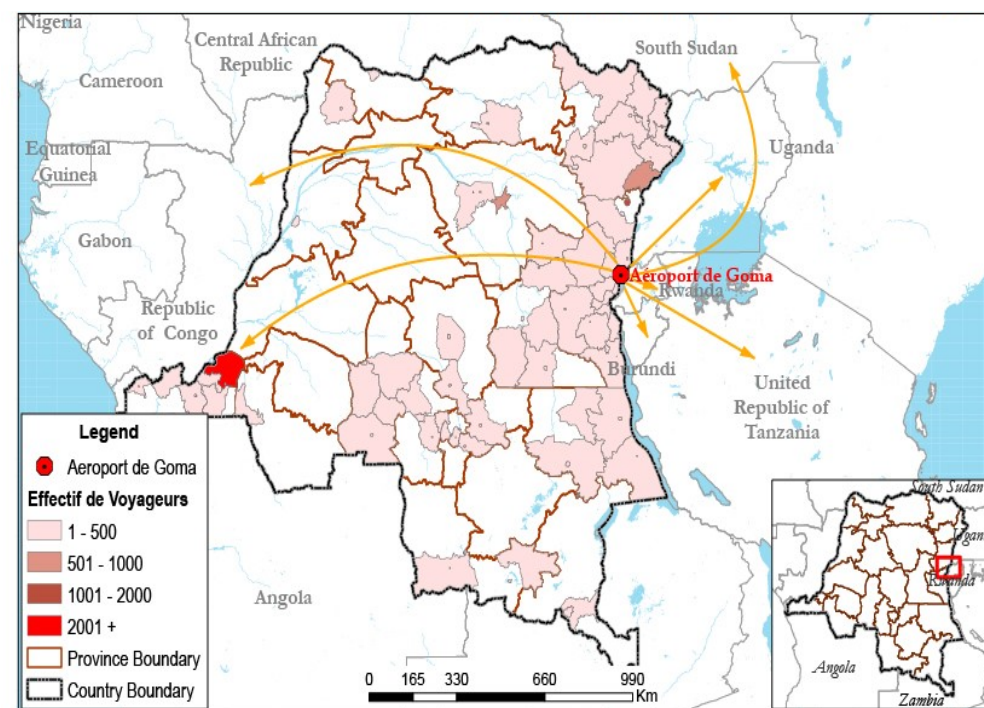 Nigeria
Central African
Republic
South Sudan
Cameroon
Equatorial
Guinea
Uganda
Gabon
Aéroport de Goma
Rwanda
Republic
of Congo
Burundi
United
Republic of
Tanzania
Angola
Legend
Aeroport de Goma
Effectif de Voyageurs
1 - 500
501 - 1000
1001 - 2000
2001 +
Province Boundary
Country Boundary
0 165 330 660 990
Km
South Sudan
Rwanda
Angola
Zambia